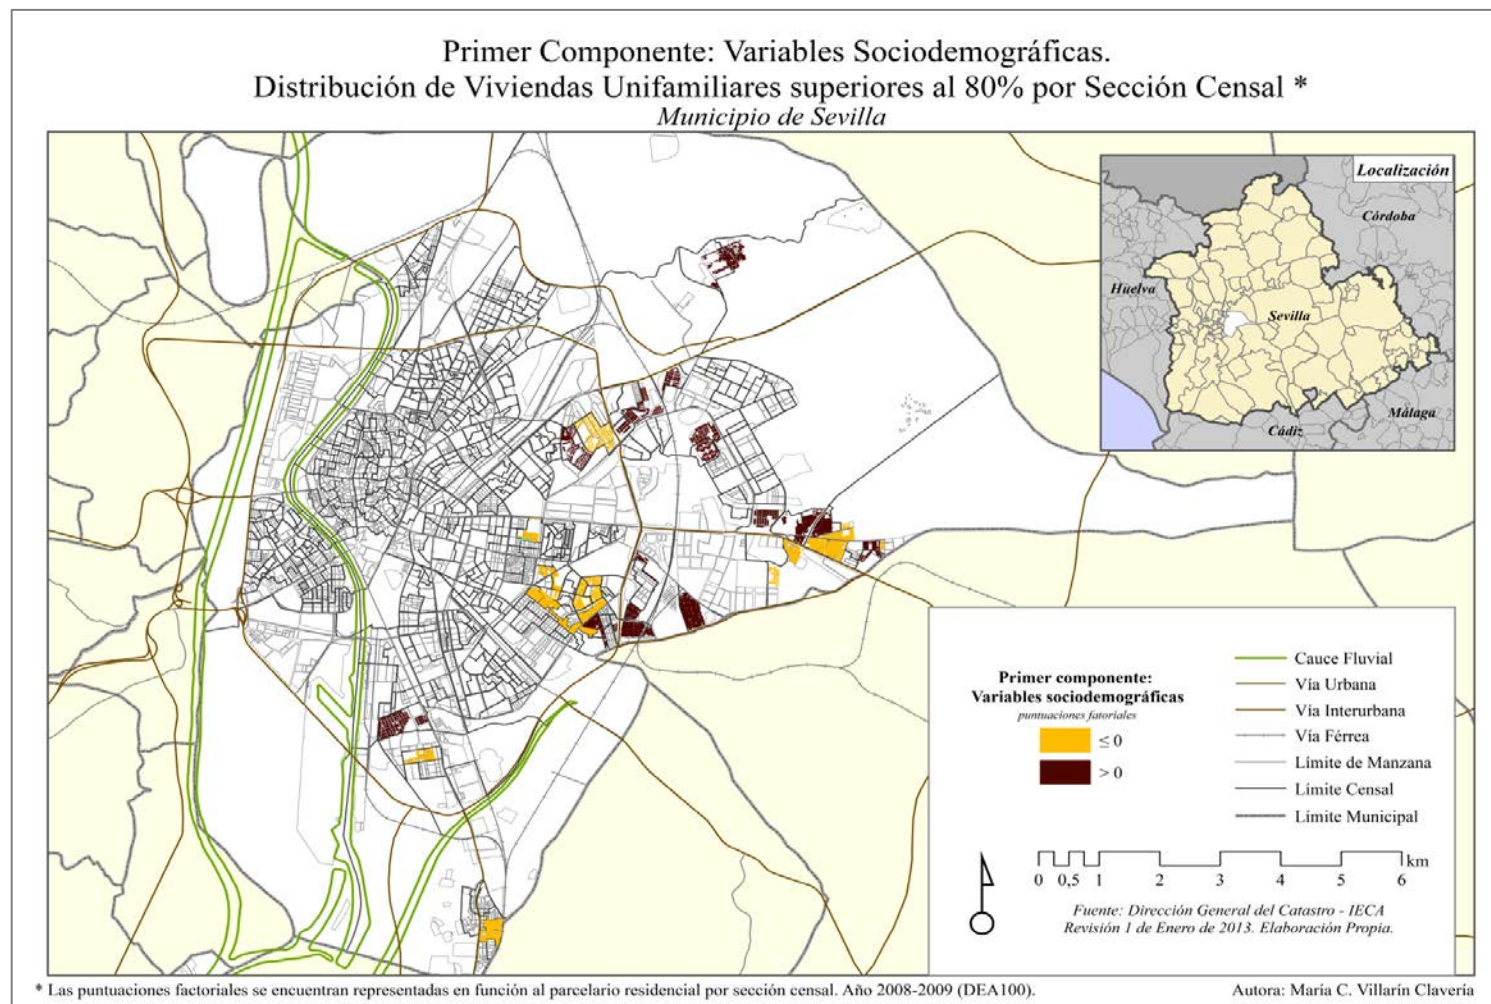 Primer Componente: Variables Sociodemográficas.
Distribución de Viviendas Unifamiliares superiores al 80% por Sección Censal *
Municipio de Sevilla
Localización
Córdoba
Huelva
Sevilla
Málaga
Cádiz
Primer componente:
Variables sociodemográficas
puntuaciones fatoriales
≤ 0
> 0
Cauce Fluvial
Vía Urbana
Vía Interurbana
Vía Férrea
Límite de Manzana
Límite Censal
Límite Municipal
km
0 0,5 1 2 3 4 5 6
Fuente: Dirección General del Catastro - IECA
Revisión 1 de Enero de 2013. Elaboración Propia.
* Las puntuaciones factoriales se encuentran representadas en función al parcelario residencial por sección censal. Año 2008-2009 (DEA100).
Autora: María C. Villarín Clavería